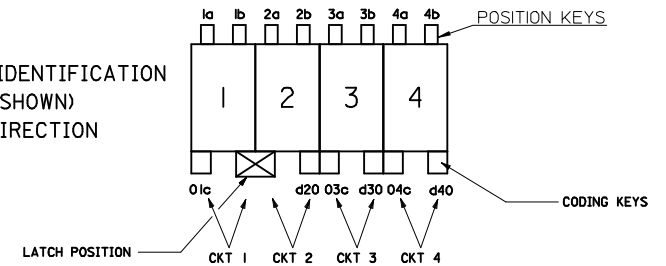 1a 1b 2a 2b 3a 3b 4a 4b
POSITION KEYS
IDENTIFICATION
SHOWN)
IRECTION
1 2 3 4
01c d20 03c d30 04c d40
CODING KEYS
LATCH POSITION
CKT 1 CKT 2 CKT 3 CKT 4